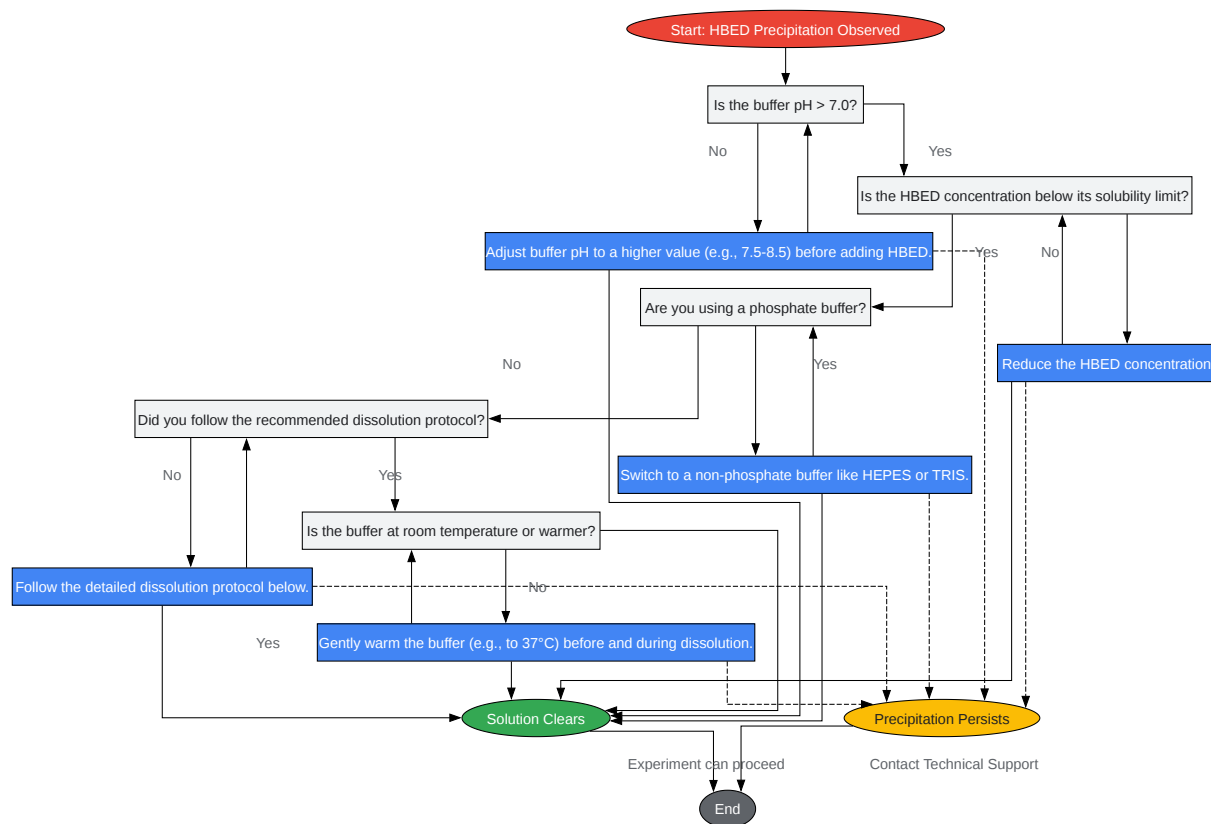 Start: HBED Precipitation Observed
Is the buffer pH > 7.0?
No
Yes
Is the HBED concentration below its solubility limit?
Adjust buffer pH to a higher value (e.g., 7.5-8.5) before adding HBED.
Yes
No
Are you using a phosphate buffer?
No
Yes
Reduce the HBED concentration
Did you follow the recommended dissolution protocol?
No
Yes
Switch to a non-phosphate buffer like HEPES or TRIS.
Is the buffer at room temperature or warmer?
Follow the detailed dissolution protocol below.
No
Yes
Gently warm the buffer (e.g., to 37°C) before and during dissolution.
Solution Clears
Precipitation Persists
Experiment can proceed
Contact Technical Support
End